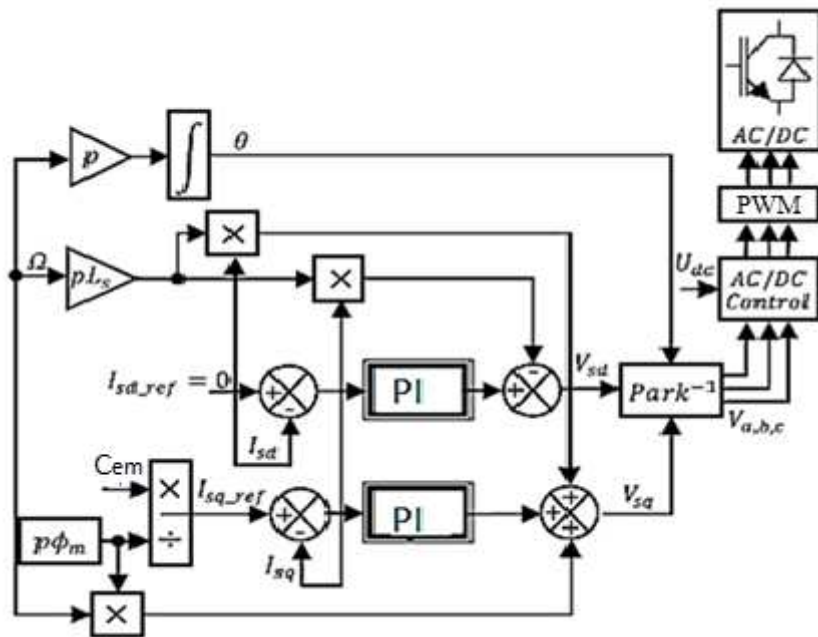 AC/DC
PWM
p
∫
θ
×
Ω
p.L_s
×
U_dc
AC/DC
Control
I_sd_ref = 0
+
-
PI
+
-
V_sd
Park⁻¹
V_a,b,c
I_sd
Cem
×
÷
I_sq_ref
+
-
PI
+
+
+
V_sq
pϕ_m
I_sq
×